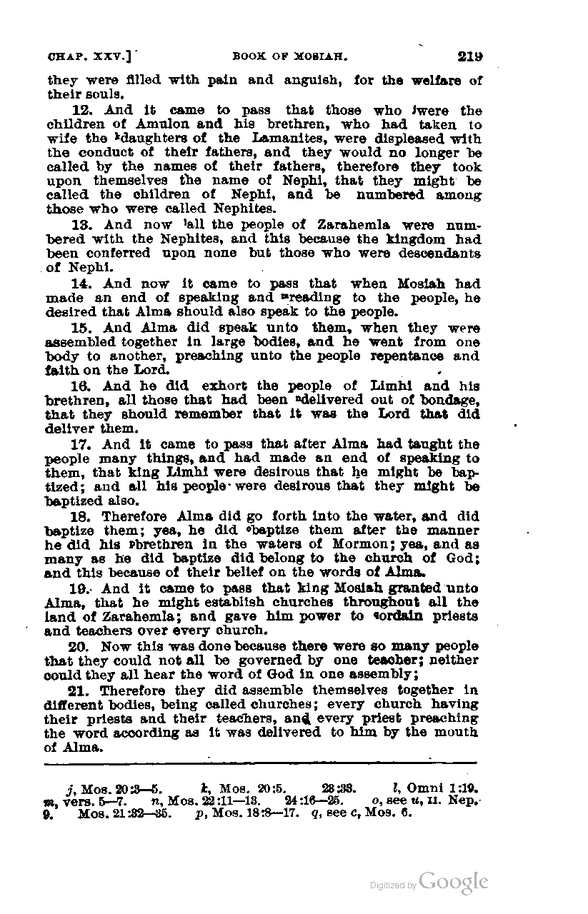 CHAP. XXV.] BOOK OF MOSIAH. 219
they were filled with pain and anguish, for the welfare of
their souls.
12. And it came to pass that those who jwere the
children of Amulon and his brethren, who had taken to
wife the kdaughters of the Lamanites, were displeased with
the conduct of their fathers, and they would no longer be
called by the names of their fathers, therefore they took
upon themselves the name of Nephi, that they might be
called the children of Nephi, and be numbered among
those who were called Nephites.
13. And now lall the people of Zarahemla were num-
bered with the Nephites, and this because the kingdom had
been conferred upon none but those who were descendants
of Nephi.
14. And now it came to pass that when Mosiah had
made an end of speaking and mreading to the people, he
desired that Alma should also speak to the people.
15. And Alma did speak unto them, when they were
assembled together in large bodies, and he went from one
body to another, preaching unto the people repentance and
faith on the Lord.
16. And he did exhort the people of Limhi and his
brethren, all those that had been ndelivered out of bondage,
that they should remember that it was the Lord that did
deliver them.
17. And it came to pass that after Alma had taught the
people many things, and had made an end of speaking to
them, that king Limhi were desirous that he might be bap-
tized; and all his people were desirous that they might be
baptized also.
18. Therefore Alma did go forth into the water, and did
baptize them; yea, he did obaptize them after the manner
he did his pbrethren in the waters of Mormon; yea, and as
many as he did baptize did belong to the church of God;
and this because of their belief on the words of Alma.
19. And it came to pass that king Mosiah granted unto
Alma, that he might establish churches throughout all the
land of Zarahemla; and gave him power to qordain priests
and teachers over every church.
20. Now this was done because there were so many people
that they could not all be governed by one teacher; neither
could they all hear the word of God in one assembly;
21. Therefore they did assemble themselves together in
different bodies, being called churches; every church having
their priests and their teachers, and every priest preaching
the word according as it was delivered to him by the mouth
of Alma.
j, Mos. 20:3—5. k, Mos. 20:5. 23:33. l, Omni 1:19.
m, vers. 5—7. n, Mos. 22:11—13. 24:16—25. o, see u, II. Nep.
9. Mos. 21:32—35. p, Mos. 18:8—17. q, see c, Mos. 6.
Digitized by Google